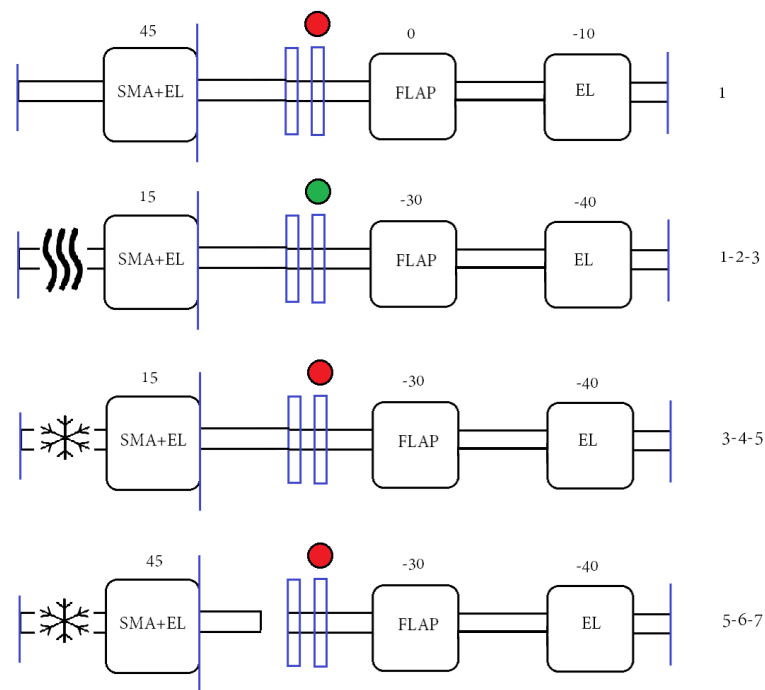 45 0 -10
SMA+EL FLAP EL 1
15 -30 -40
SMA+EL FLAP EL 1-2-3
15 -30 -40
SMA+EL FLAP EL 3-4-5
45 -30 -40
SMA+EL FLAP EL 5-6-7